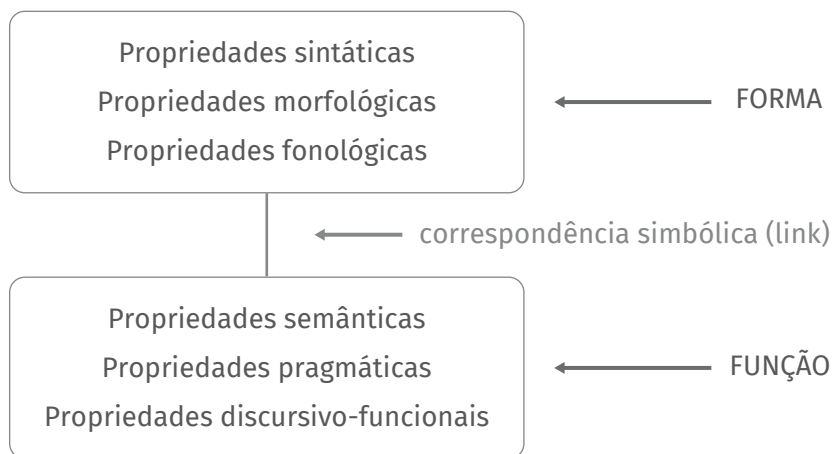 Propriedades sintáticas
Propriedades morfológicas
Propriedades fonológicas
FORMA
correspondência simbólica (link)
Propriedades semânticas
Propriedades pragmáticas
Propriedades discursivo-funcionais
FUNÇÃO